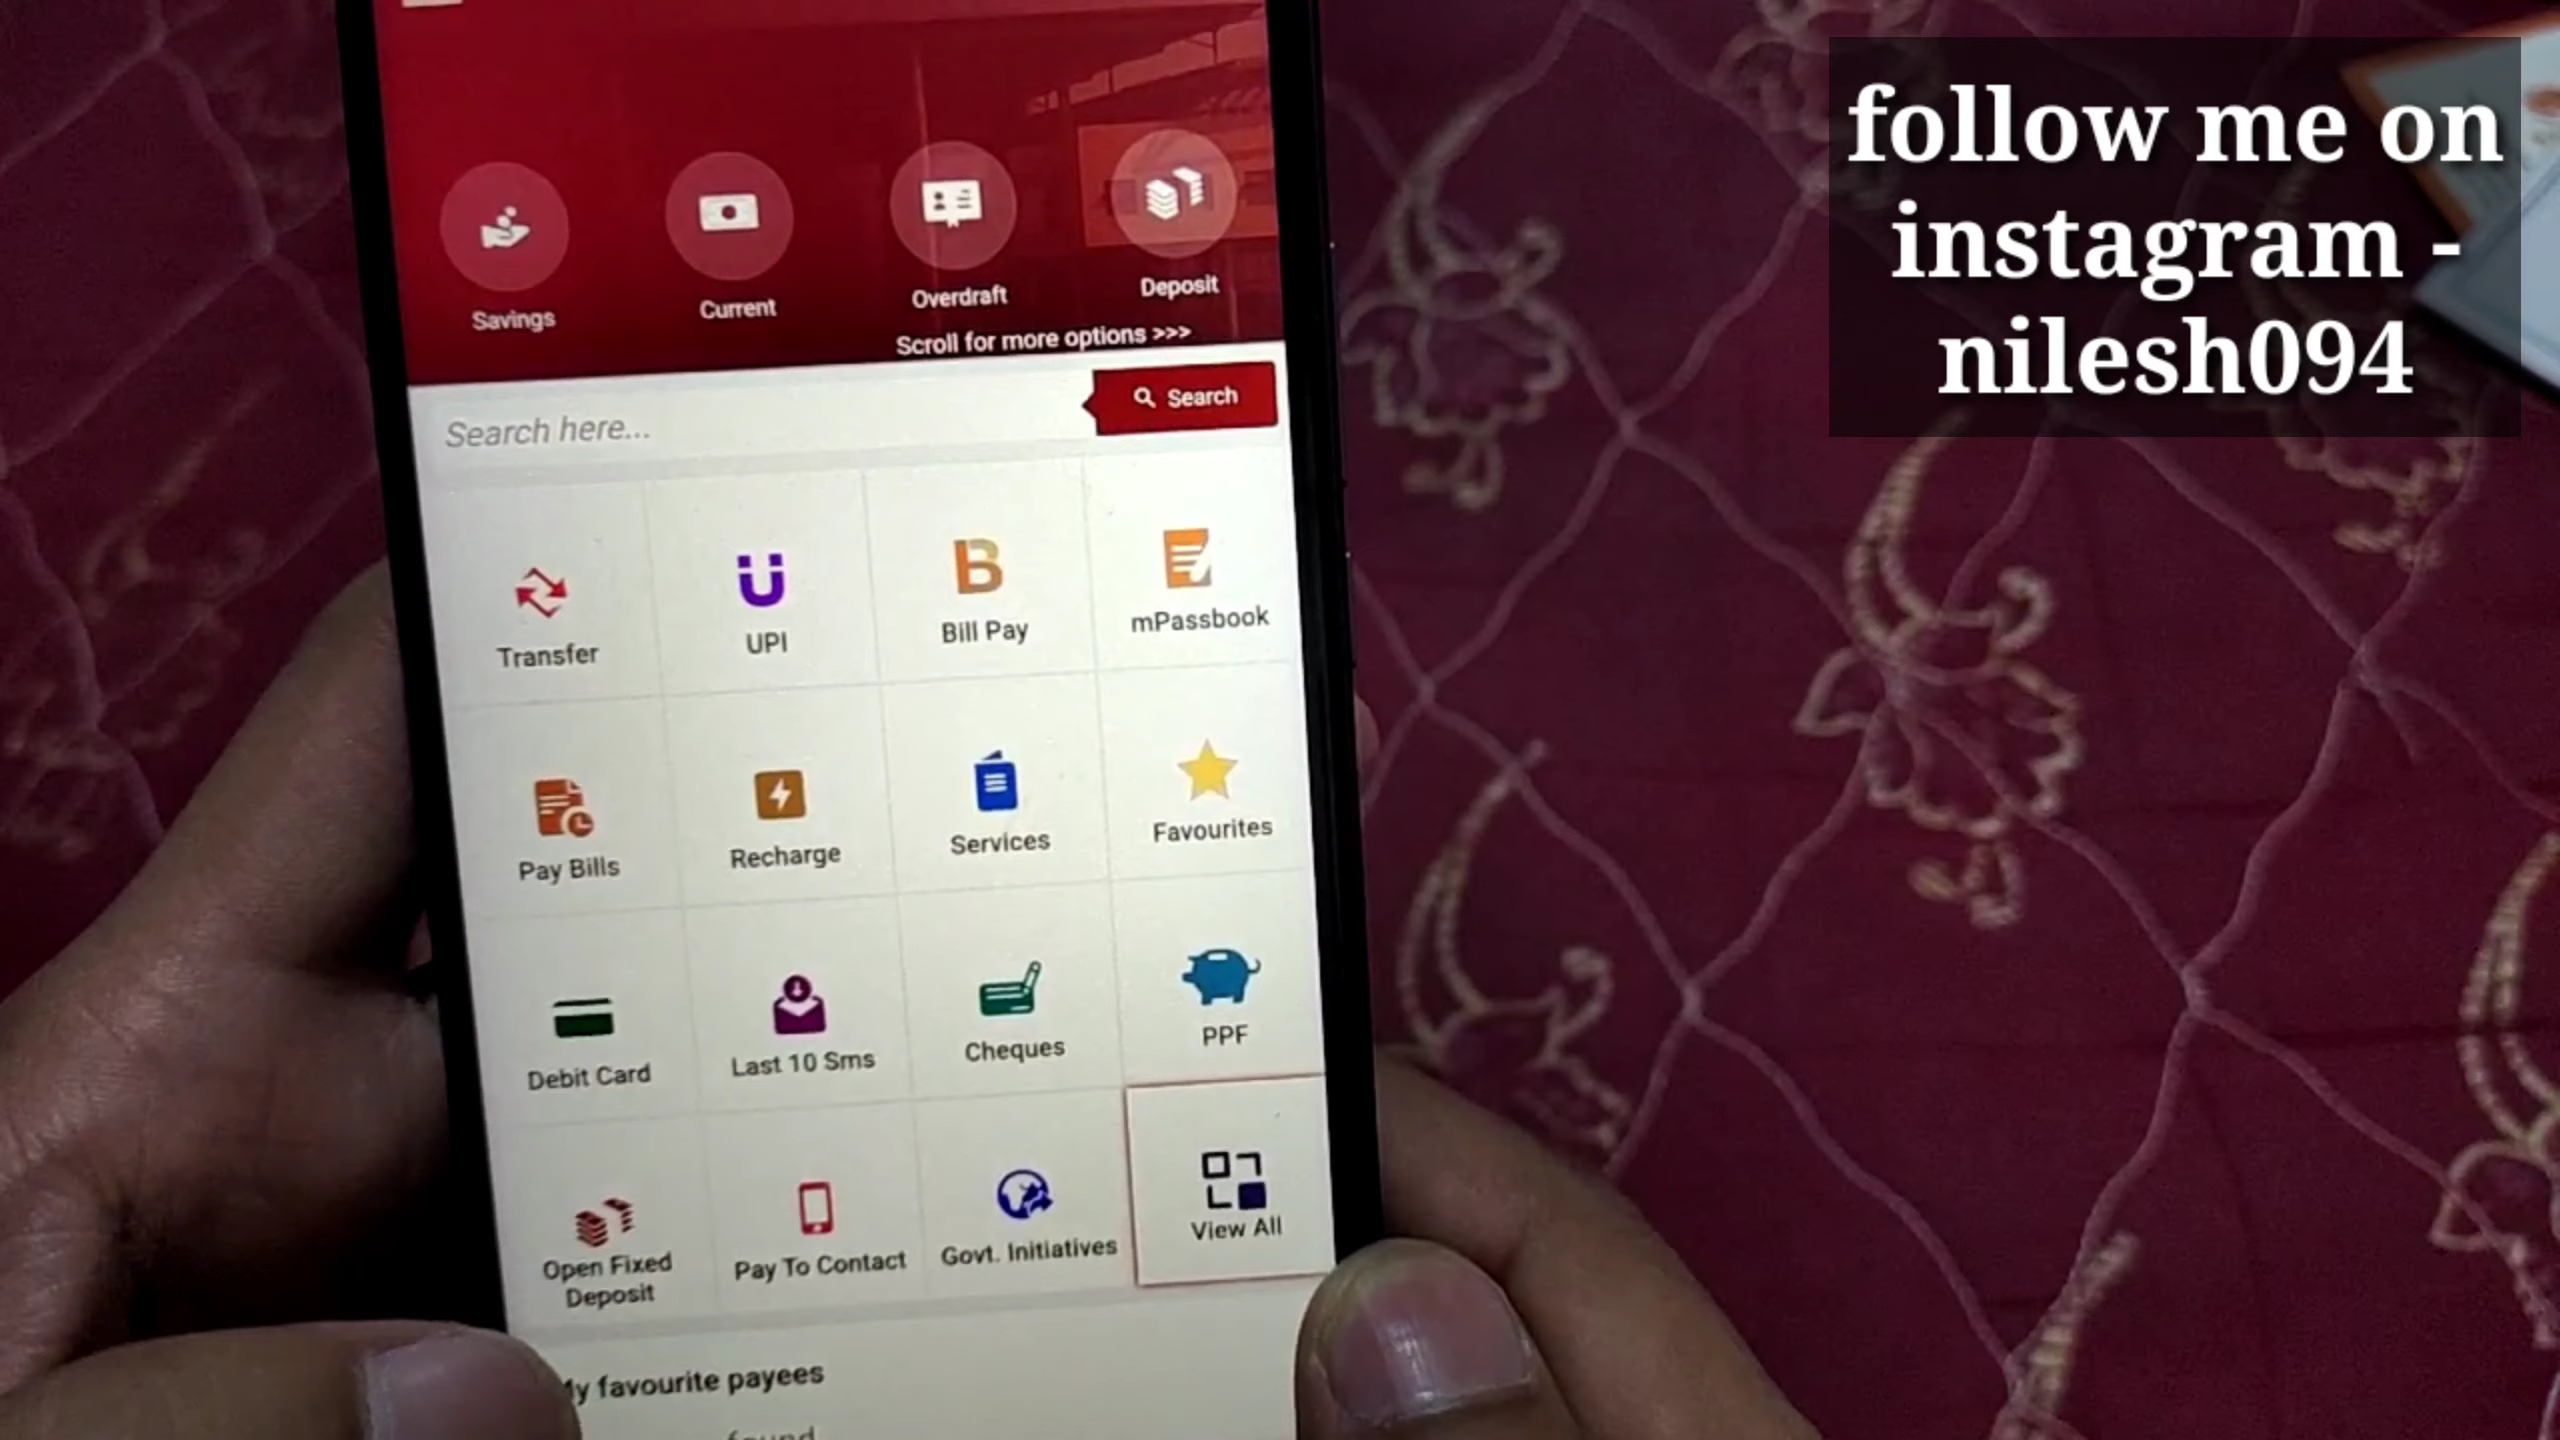 follow me on
instagram -
nilesh094
Savings
Current
Overdraft
Deposit
Scroll for more options >>>
Search here...
Search
Transfer
UPI
Bill Pay
mPassbook
Pay Bills
Recharge
Services
Favourites
Debit Card
Last 10 Sms
Cheques
PPF
Open Fixed
Deposit
Pay To Contact
Govt. Initiatives
View All
favourite payees